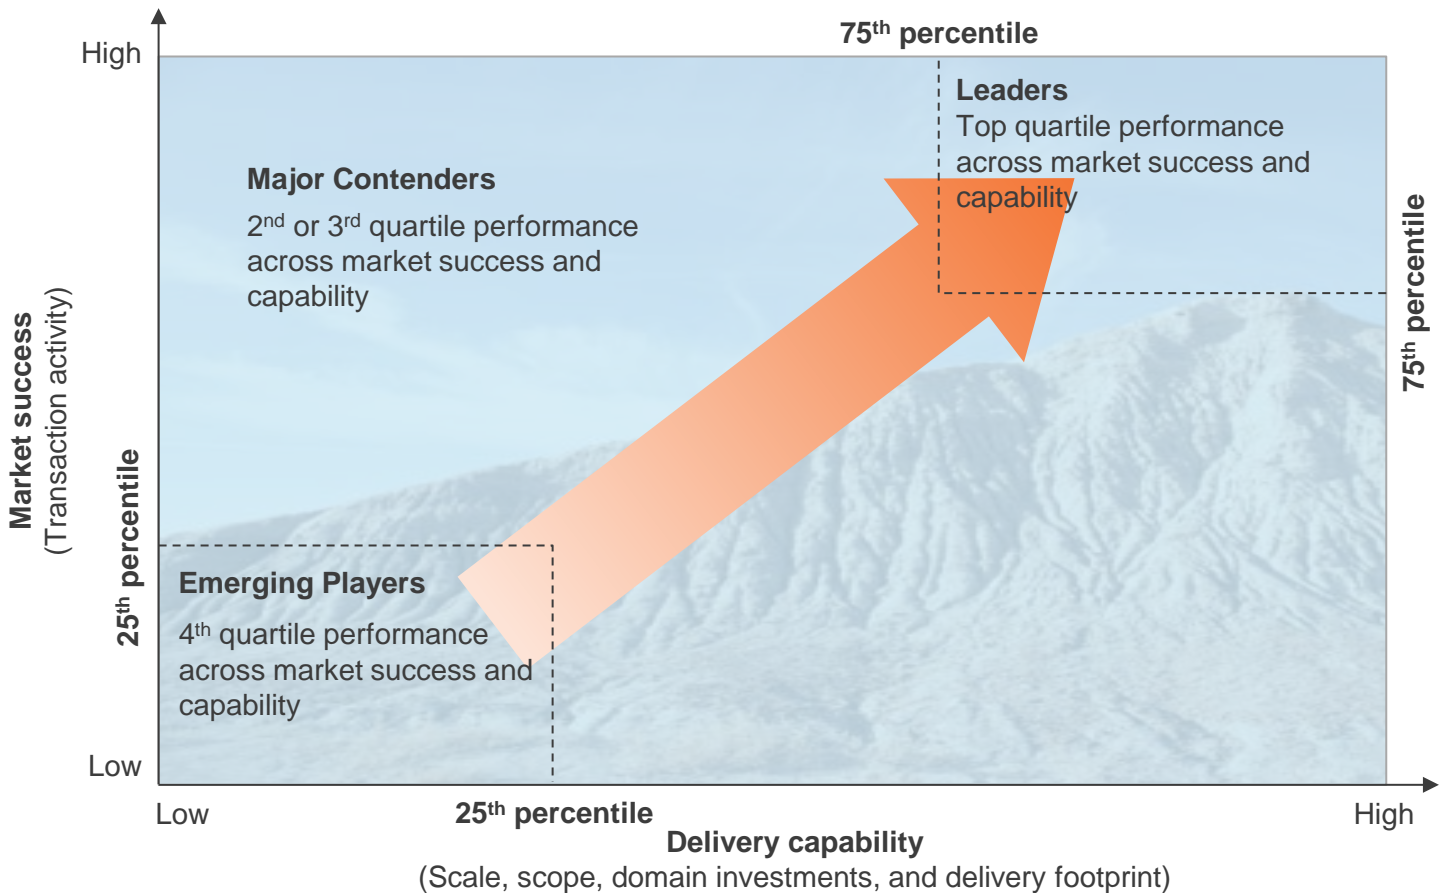 75th percentile
High
Leaders
Top quartile performance
across market success and
capability
Major Contenders
2nd or 3rd quartile performance
across market success and
capability
75th percentile
Market success
(Transaction activity)
25th percentile
Emerging Players
4th quartile performance
across market success and
capability
Low
Low
25th percentile
High
Delivery capability
(Scale, scope, domain investments, and delivery footprint)